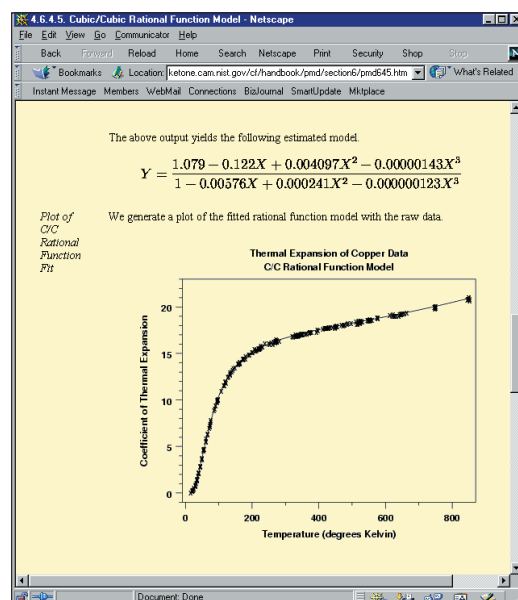 4.6.4.5. Cubic/Cubic Rational Function Model - Netscape
File Edit View Go Communicator Help
Back Forward Reload Home Search Netscape Print Security Shop Stop
Bookmarks Location: ketone.cam.nist.gov/cf/handbook/pmd/section6/pmd645.htm What's Related
Instant Message Members WebMail Connections BizJournal SmartUpdate Mktplace
The above output yields the following estimated model.
Y = (1.079 − 0.122X + 0.004097X² − 0.00000143X³) / (1 − 0.00576X + 0.000241X² − 0.000000123X³)
Plot of
C/C
Rational
Function
Fit
We generate a plot of the fitted rational function model with the raw data.
Thermal Expansion of Copper Data
C/C Rational Function Model
Coefficient of Thermal Expansion
20
15
10
5
0
0 200 400 600 800
Temperature (degrees Kelvin)
Document: Done